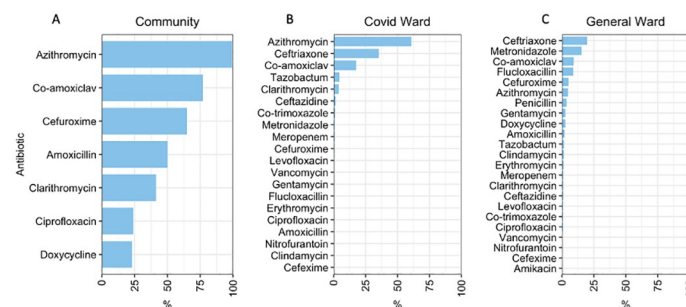 A
Community
Antibiotic
Azithromycin
Co-amoxiclav
Cefuroxime
Amoxicillin
Clarithromycin
Ciprofloxacin
Doxycycline
0
25
50
75
100
%
B
Covid Ward
Azithromycin
Ceftriaxone
Co-amoxiclav
Tazobactum
Clarithromycin
Ceftazidine
Co-trimoxazole
Metronidazole
Meropenem
Cefuroxime
Levofloxacin
Vancomycin
Gentamycin
Flucloxacillin
Erythromycin
Ciprofloxacin
Amoxicillin
Nitrofurantoin
Clindamycin
Cefexime
0
25
50
75
100
%
C
General Ward
Ceftriaxone
Metronidazole
Co-amoxiclav
Flucloxacillin
Cefuroxime
Azithromycin
Penicillin
Gentamycin
Doxycycline
Amoxicillin
Tazobactum
Clindamycin
Erythromycin
Meropenem
Clarithromycin
Ceftazidine
Levofloxacin
Co-trimoxazole
Ciprofloxacin
Vancomycin
Nitrofurantoin
Cefexime
Amikacin
0
25
50
75
100
%